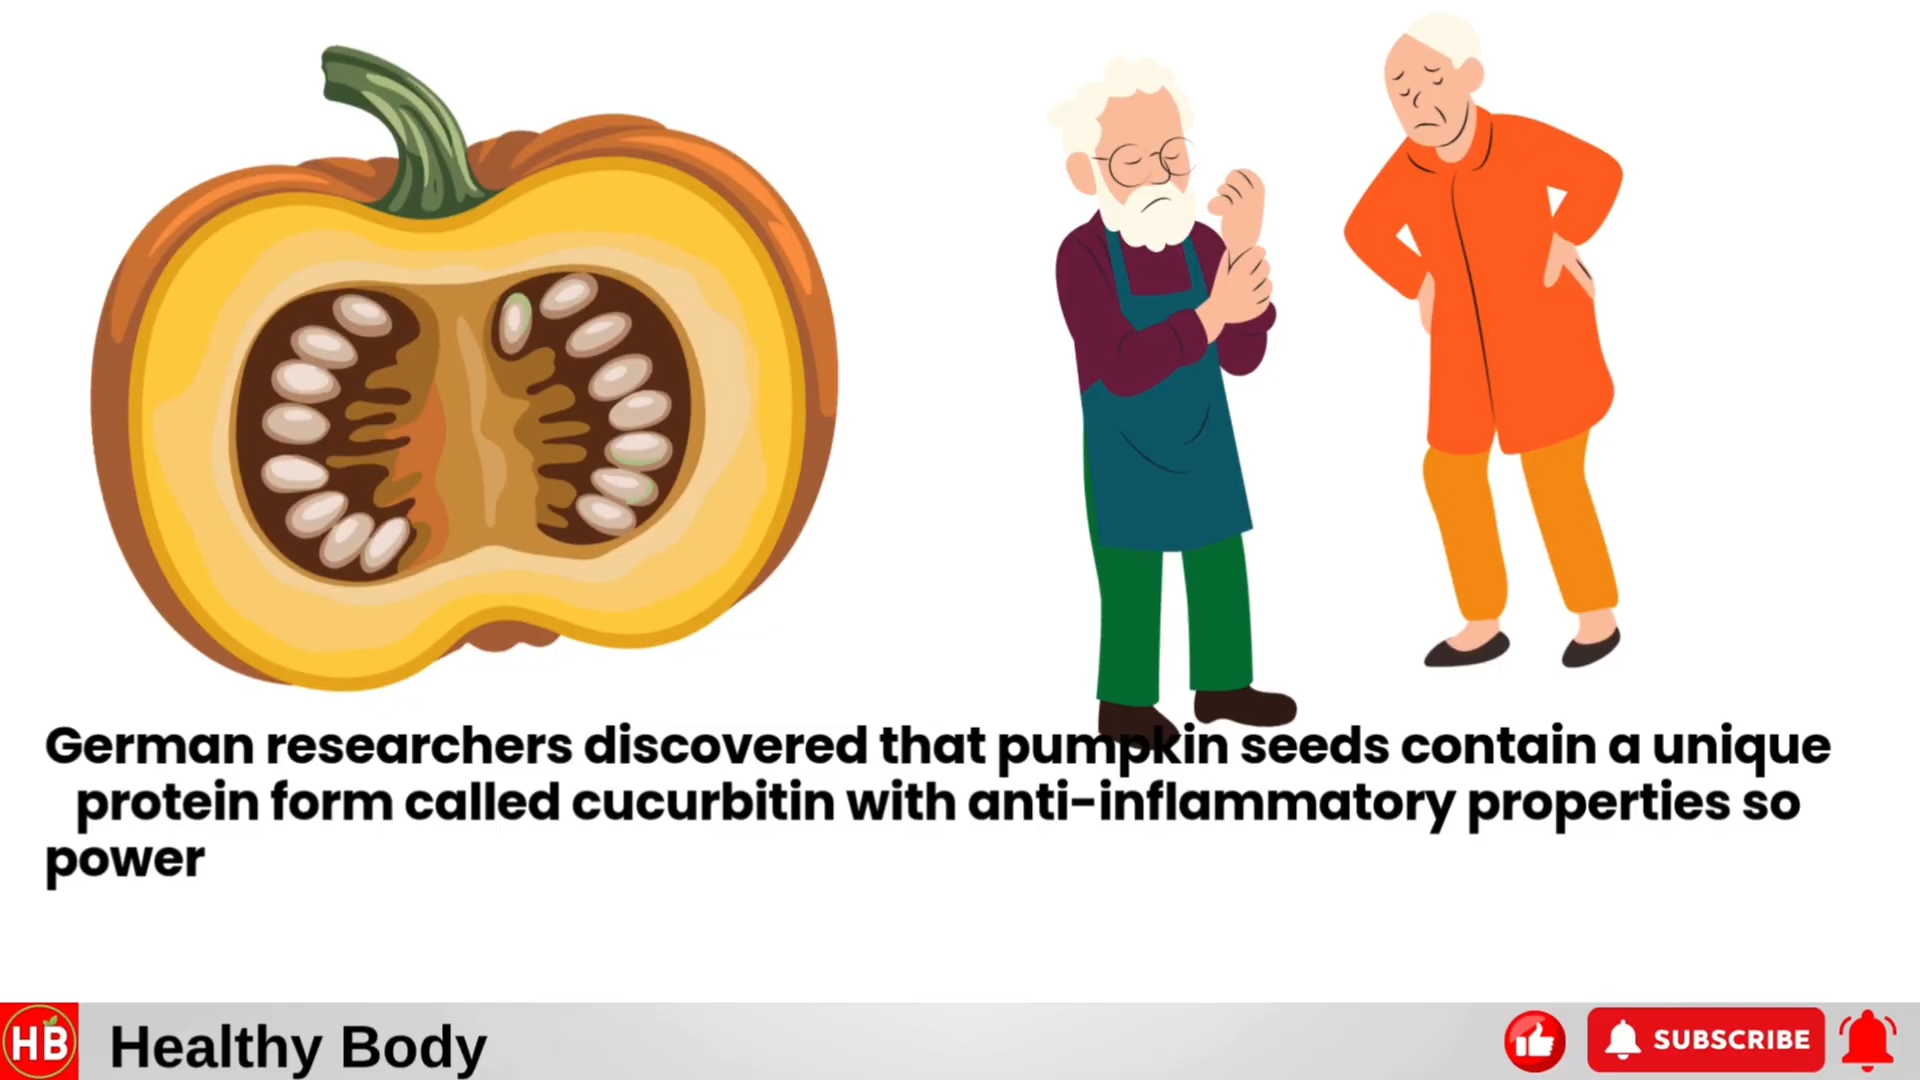 German researchers discovered that pumpkin seeds contain a unique
protein form called cucurbitin with anti-inflammatory properties so
power
HB Healthy Body
SUBSCRIBE